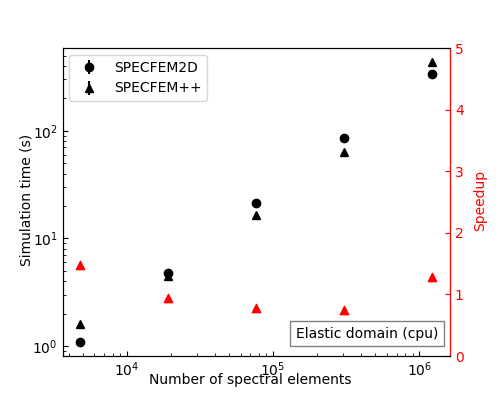 SPECFEM2D
SPECFEM++
Simulation time (s)
10²
10¹
10⁰
5
4
3
2
1
0
Speedup
Elastic domain (cpu)
10⁴
10⁵
10⁶
Number of spectral elements